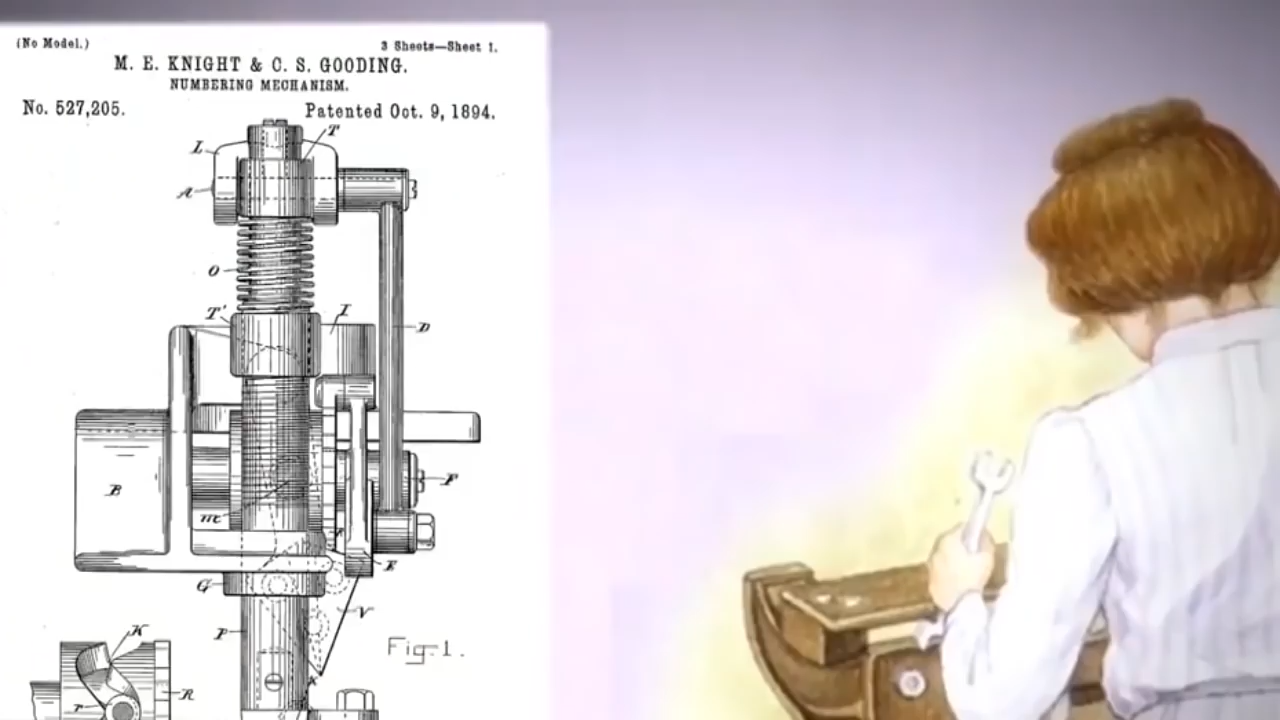 (No Model.)
3 Sheets—Sheet 1.
M. E. KNIGHT & C. S. GOODING.
NUMBERING MECHANISM.
No. 527,205.
Patented Oct. 9, 1894.
L
T
A
O
T'
I
D
B
F
m
E
G
V
P
Fig. 1.
K
R
r